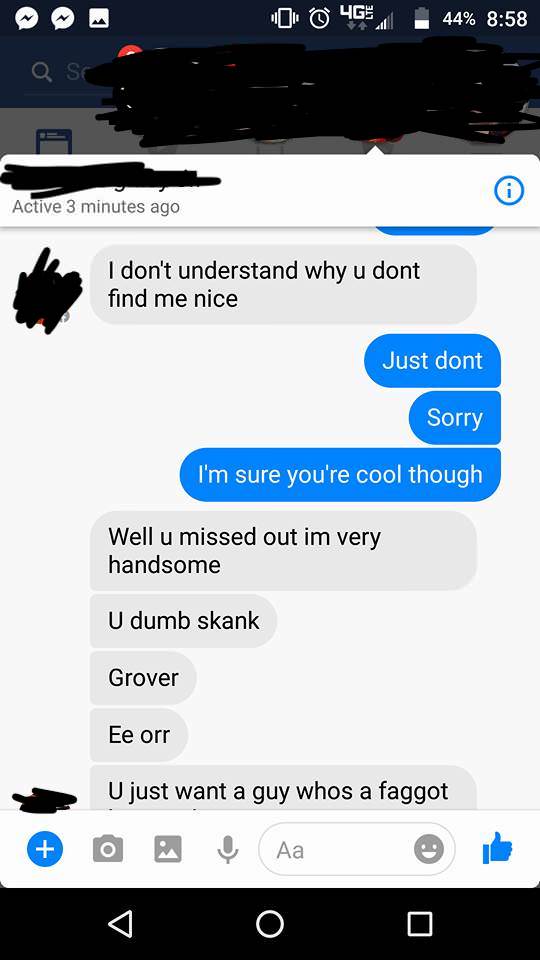 44% 8:58
4G LTE
Active 3 minutes ago
I don't understand why u dont
find me nice
Just dont
Sorry
I'm sure you're cool though
Well u missed out im very
handsome
U dumb skank
Grover
Ee orr
U just want a guy whos a faggot
Aa